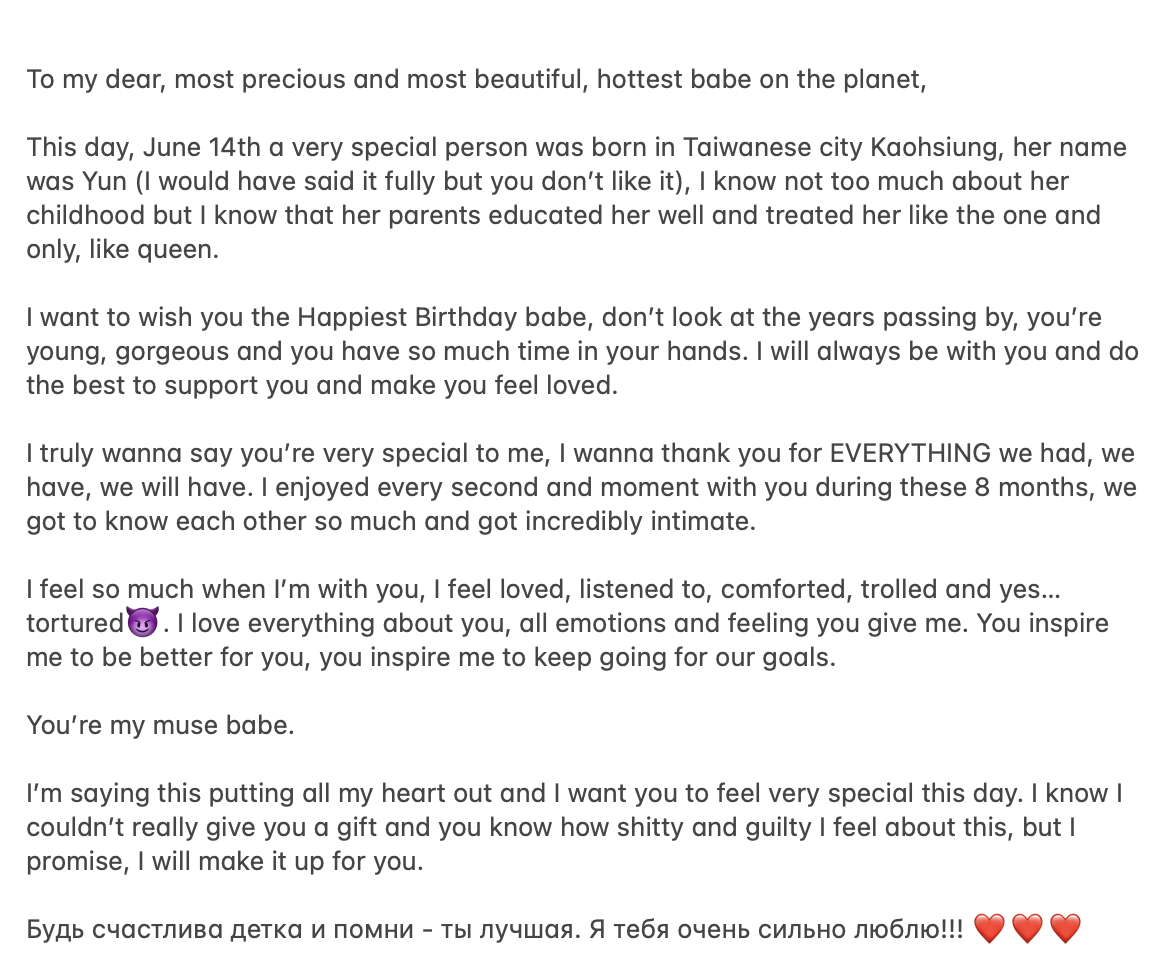 To my dear, most precious and most beautiful, hottest babe on the planet,
This day, June 14th a very special person was born in Taiwanese city Kaohsiung, her name
was Yun (I would have said it fully but you don’t like it), I know not too much about her
childhood but I know that her parents educated her well and treated her like the one and
only, like queen.
I want to wish you the Happiest Birthday babe, don’t look at the years passing by, you’re
young, gorgeous and you have so much time in your hands. I will always be with you and do
the best to support you and make you feel loved.
I truly wanna say you’re very special to me, I wanna thank you for EVERYTHING we had, we
have, we will have. I enjoyed every second and moment with you during these 8 months, we
got to know each other so much and got incredibly intimate.
I feel so much when I’m with you, I feel loved, listened to, comforted, trolled and yes...
tortured😈. I love everything about you, all emotions and feeling you give me. You inspire
me to be better for you, you inspire me to keep going for our goals.
You’re my muse babe.
I’m saying this putting all my heart out and I want you to feel very special this day. I know I
couldn’t really give you a gift and you know how shitty and guilty I feel about this, but I
promise, I will make it up for you.
Будь счастлива детка и помни - ты лучшая. Я тебя очень сильно люблю!!! ❤️❤️❤️